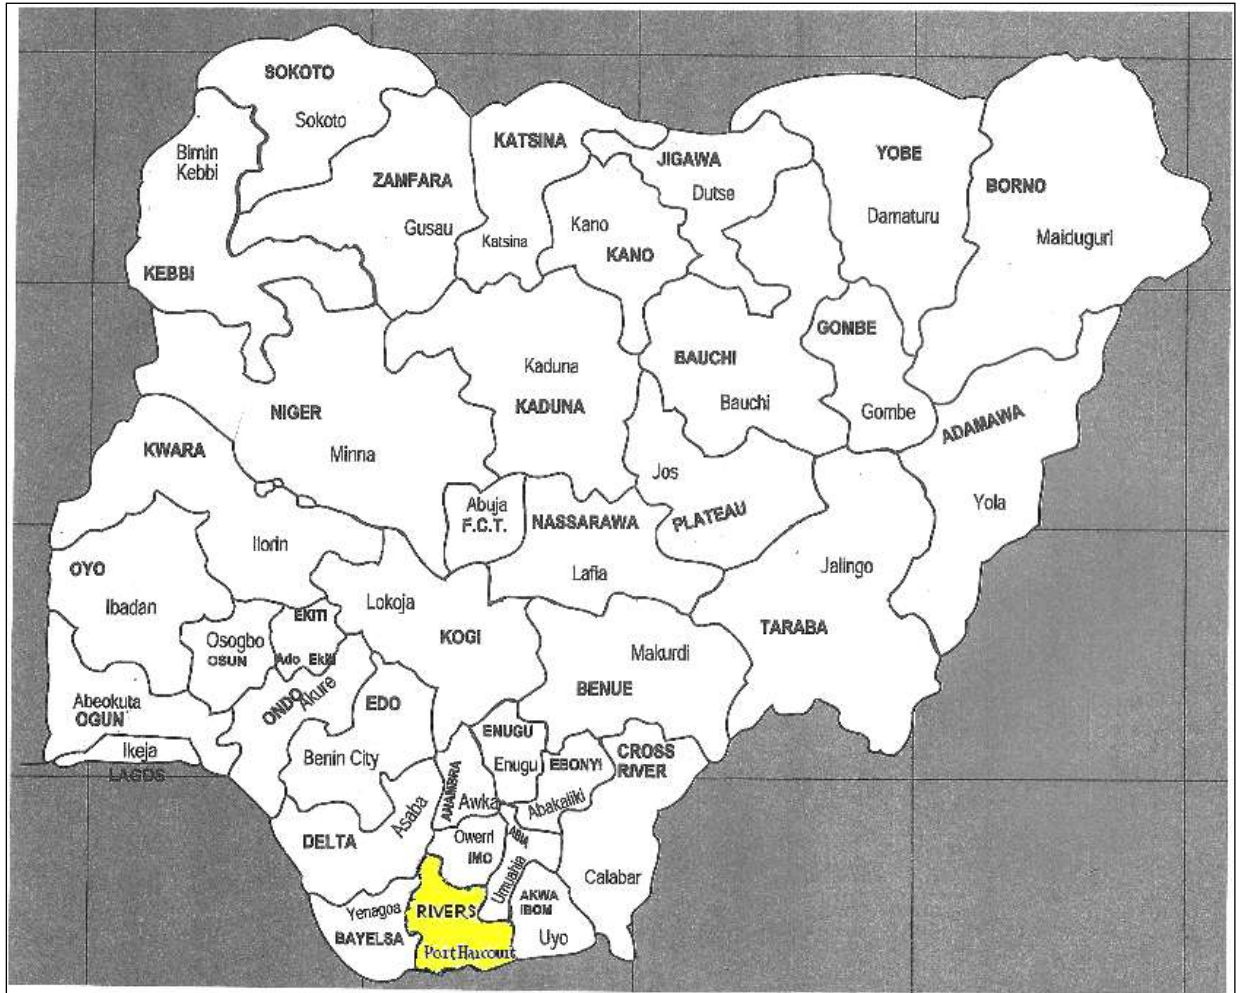 SOKOTO
Sokoto
Birnin
Kebbi
KEBBI
ZAMFARA
Gusau
KATSINA
Katsina
JIGAWA
Dutse
Kano
KANO
YOBE
Damaturu
BORNO
Maiduguri
Kaduna
KADUNA
BAUCHI
Bauchi
GOMBE
Gombe
ADAMAWA
Yola
NIGER
Minna
KWARA
Ilorin
Abuja
F.C.T.
NASSARAWA
Lafia
Jos
PLATEAU
Jalingo
TARABA
OYO
Ibadan
Osogbo
OSUN
EKITI
Ado Ekiti
Lokoja
KOGI
Makurdi
BENUE
Abeokuta
OGUN
Ikeja
LAGOS
ONDO
Akure
EDO
Benin City
ENUGU
Enugu
EBONYI
Abakaliki
CROSS
RIVER
Calabar
ANAMBRA
Awka
Asaba
DELTA
Owerri
IMO
ABIA
Umuahia
AKWA
IBOM
Uyo
Yenagoa
BAYELSA
RIVERS
Port Harcourt